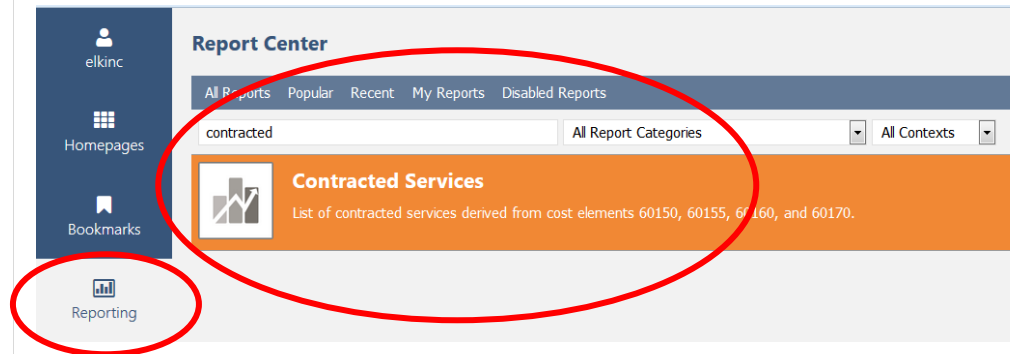 elkinc
Homepages
Bookmarks
Reporting
Report Center
All Reports Popular Recent My Reports Disabled Reports
contracted All Report Categories All Contexts
Contracted Services
List of contracted services derived from cost elements 60150, 60155, 60160, and 60170.